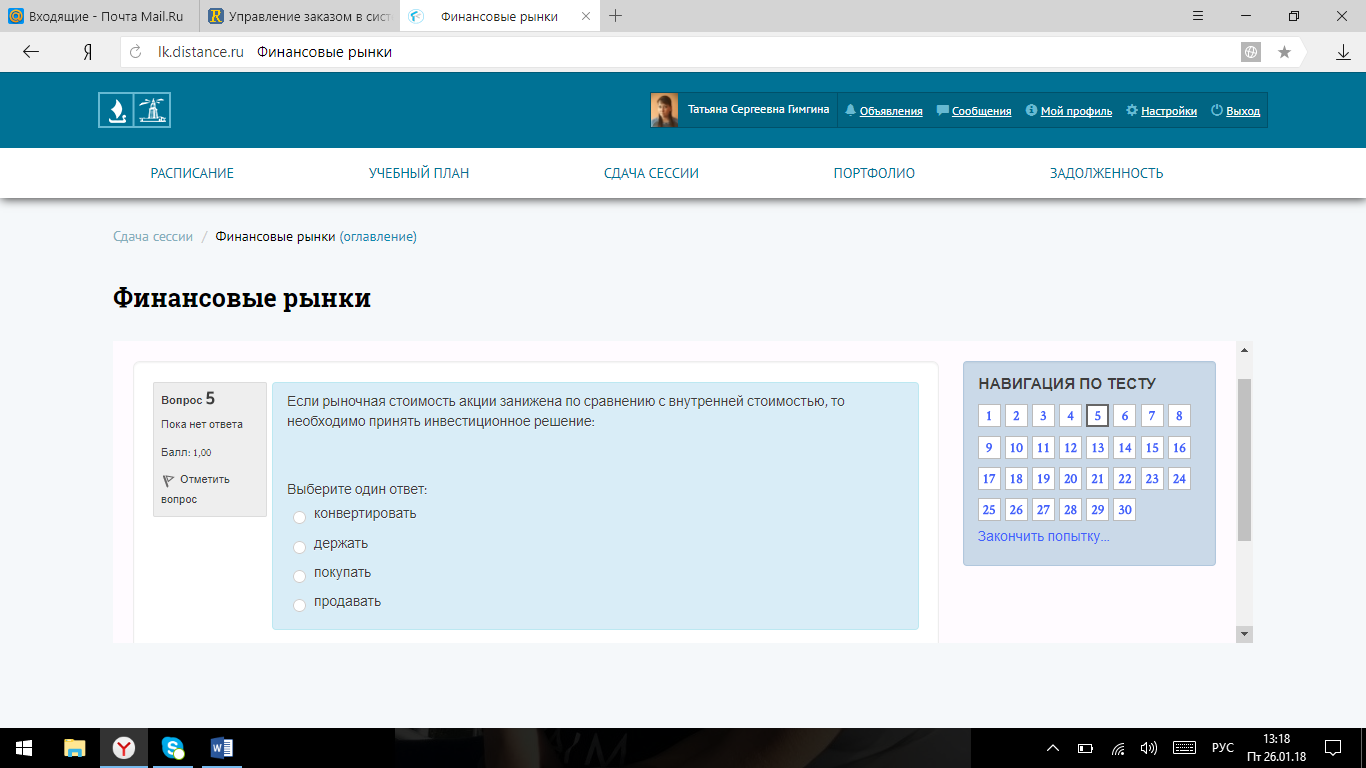 Входящие - Почта Mail.Ru
Управление заказом в сист
Финансовые рынки
Я
lk.distance.ru Финансовые рынки
Татьяна Сергеевна Гимгина
Объявления
Сообщения
Мой профиль
Настройки
Выход
РАСПИСАНИЕ
УЧЕБНЫЙ ПЛАН
СДАЧА СЕССИИ
ПОРТФОЛИО
ЗАДОЛЖЕННОСТЬ
Сдача сессии / Финансовые рынки (оглавление)
Финансовые рынки
Вопрос 5
Пока нет ответа
Балл: 1,00
Отметить
вопрос
Если рыночная стоимость акции занижена по сравнению с внутренней стоимостью, то
необходимо принять инвестиционное решение:
Выберите один ответ:
конвертировать
держать
покупать
продавать
НАВИГАЦИЯ ПО ТЕСТУ
1 2 3 4 5 6 7 8
9 10 11 12 13 14 15 16
17 18 19 20 21 22 23 24
25 26 27 28 29 30
Закончить попытку...
РУС
13:18
Пт 26.01.18